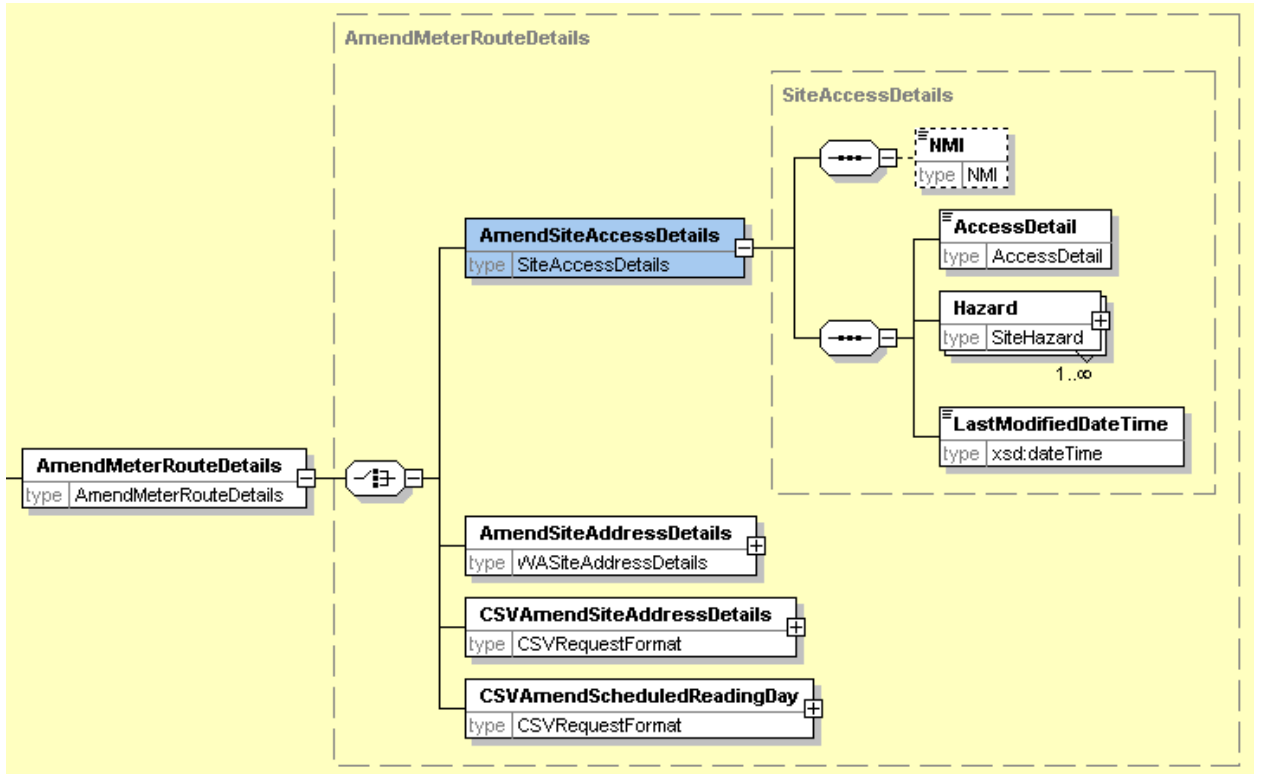 AmendMeterRouteDetails
SiteAccessDetails
NMI
type NMI
AmendSiteAccessDetails
type SiteAccessDetails
AccessDetail
type AccessDetail
Hazard
type SiteHazard
1..∞
LastModifiedDateTime
type xsd:dateTime
AmendMeterRouteDetails
type AmendMeterRouteDetails
AmendSiteAddressDetails
type WASiteAddressDetails
CSVAmendSiteAddressDetails
type CSVRequestFormat
CSVAmendScheduledReadingDay
type CSVRequestFormat